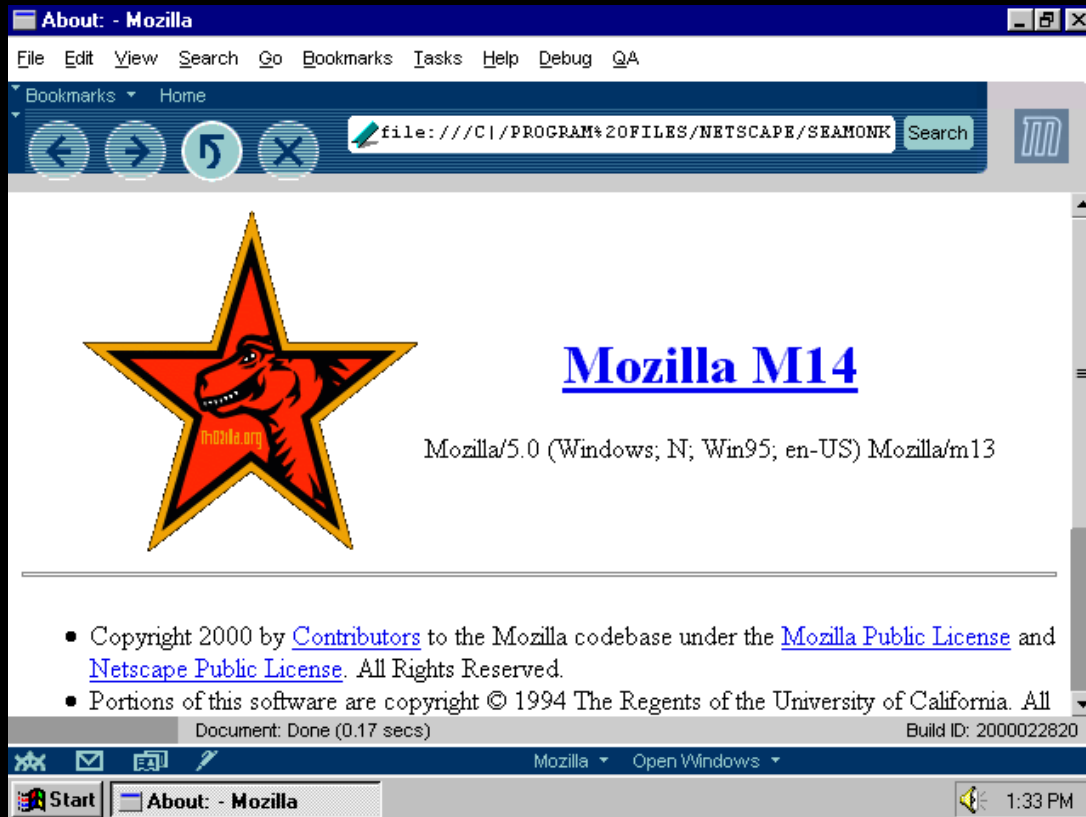 About: - Mozilla
File Edit View Search Go Bookmarks Tasks Help Debug QA
Bookmarks Home
file:///C|/PROGRAM%20FILES/NETSCAPE/SEAMONK Search
m
mozilla.org
Mozilla M14
Mozilla/5.0 (Windows; N; Win95; en-US) Mozilla/m13
Copyright 2000 by Contributors to the Mozilla codebase under the Mozilla Public License and
Netscape Public License. All Rights Reserved.
Portions of this software are copyright © 1994 The Regents of the University of California. All
Document: Done (0.17 secs) Build ID: 2000022820
Mozilla Open Windows
Start About: - Mozilla 1:33 PM